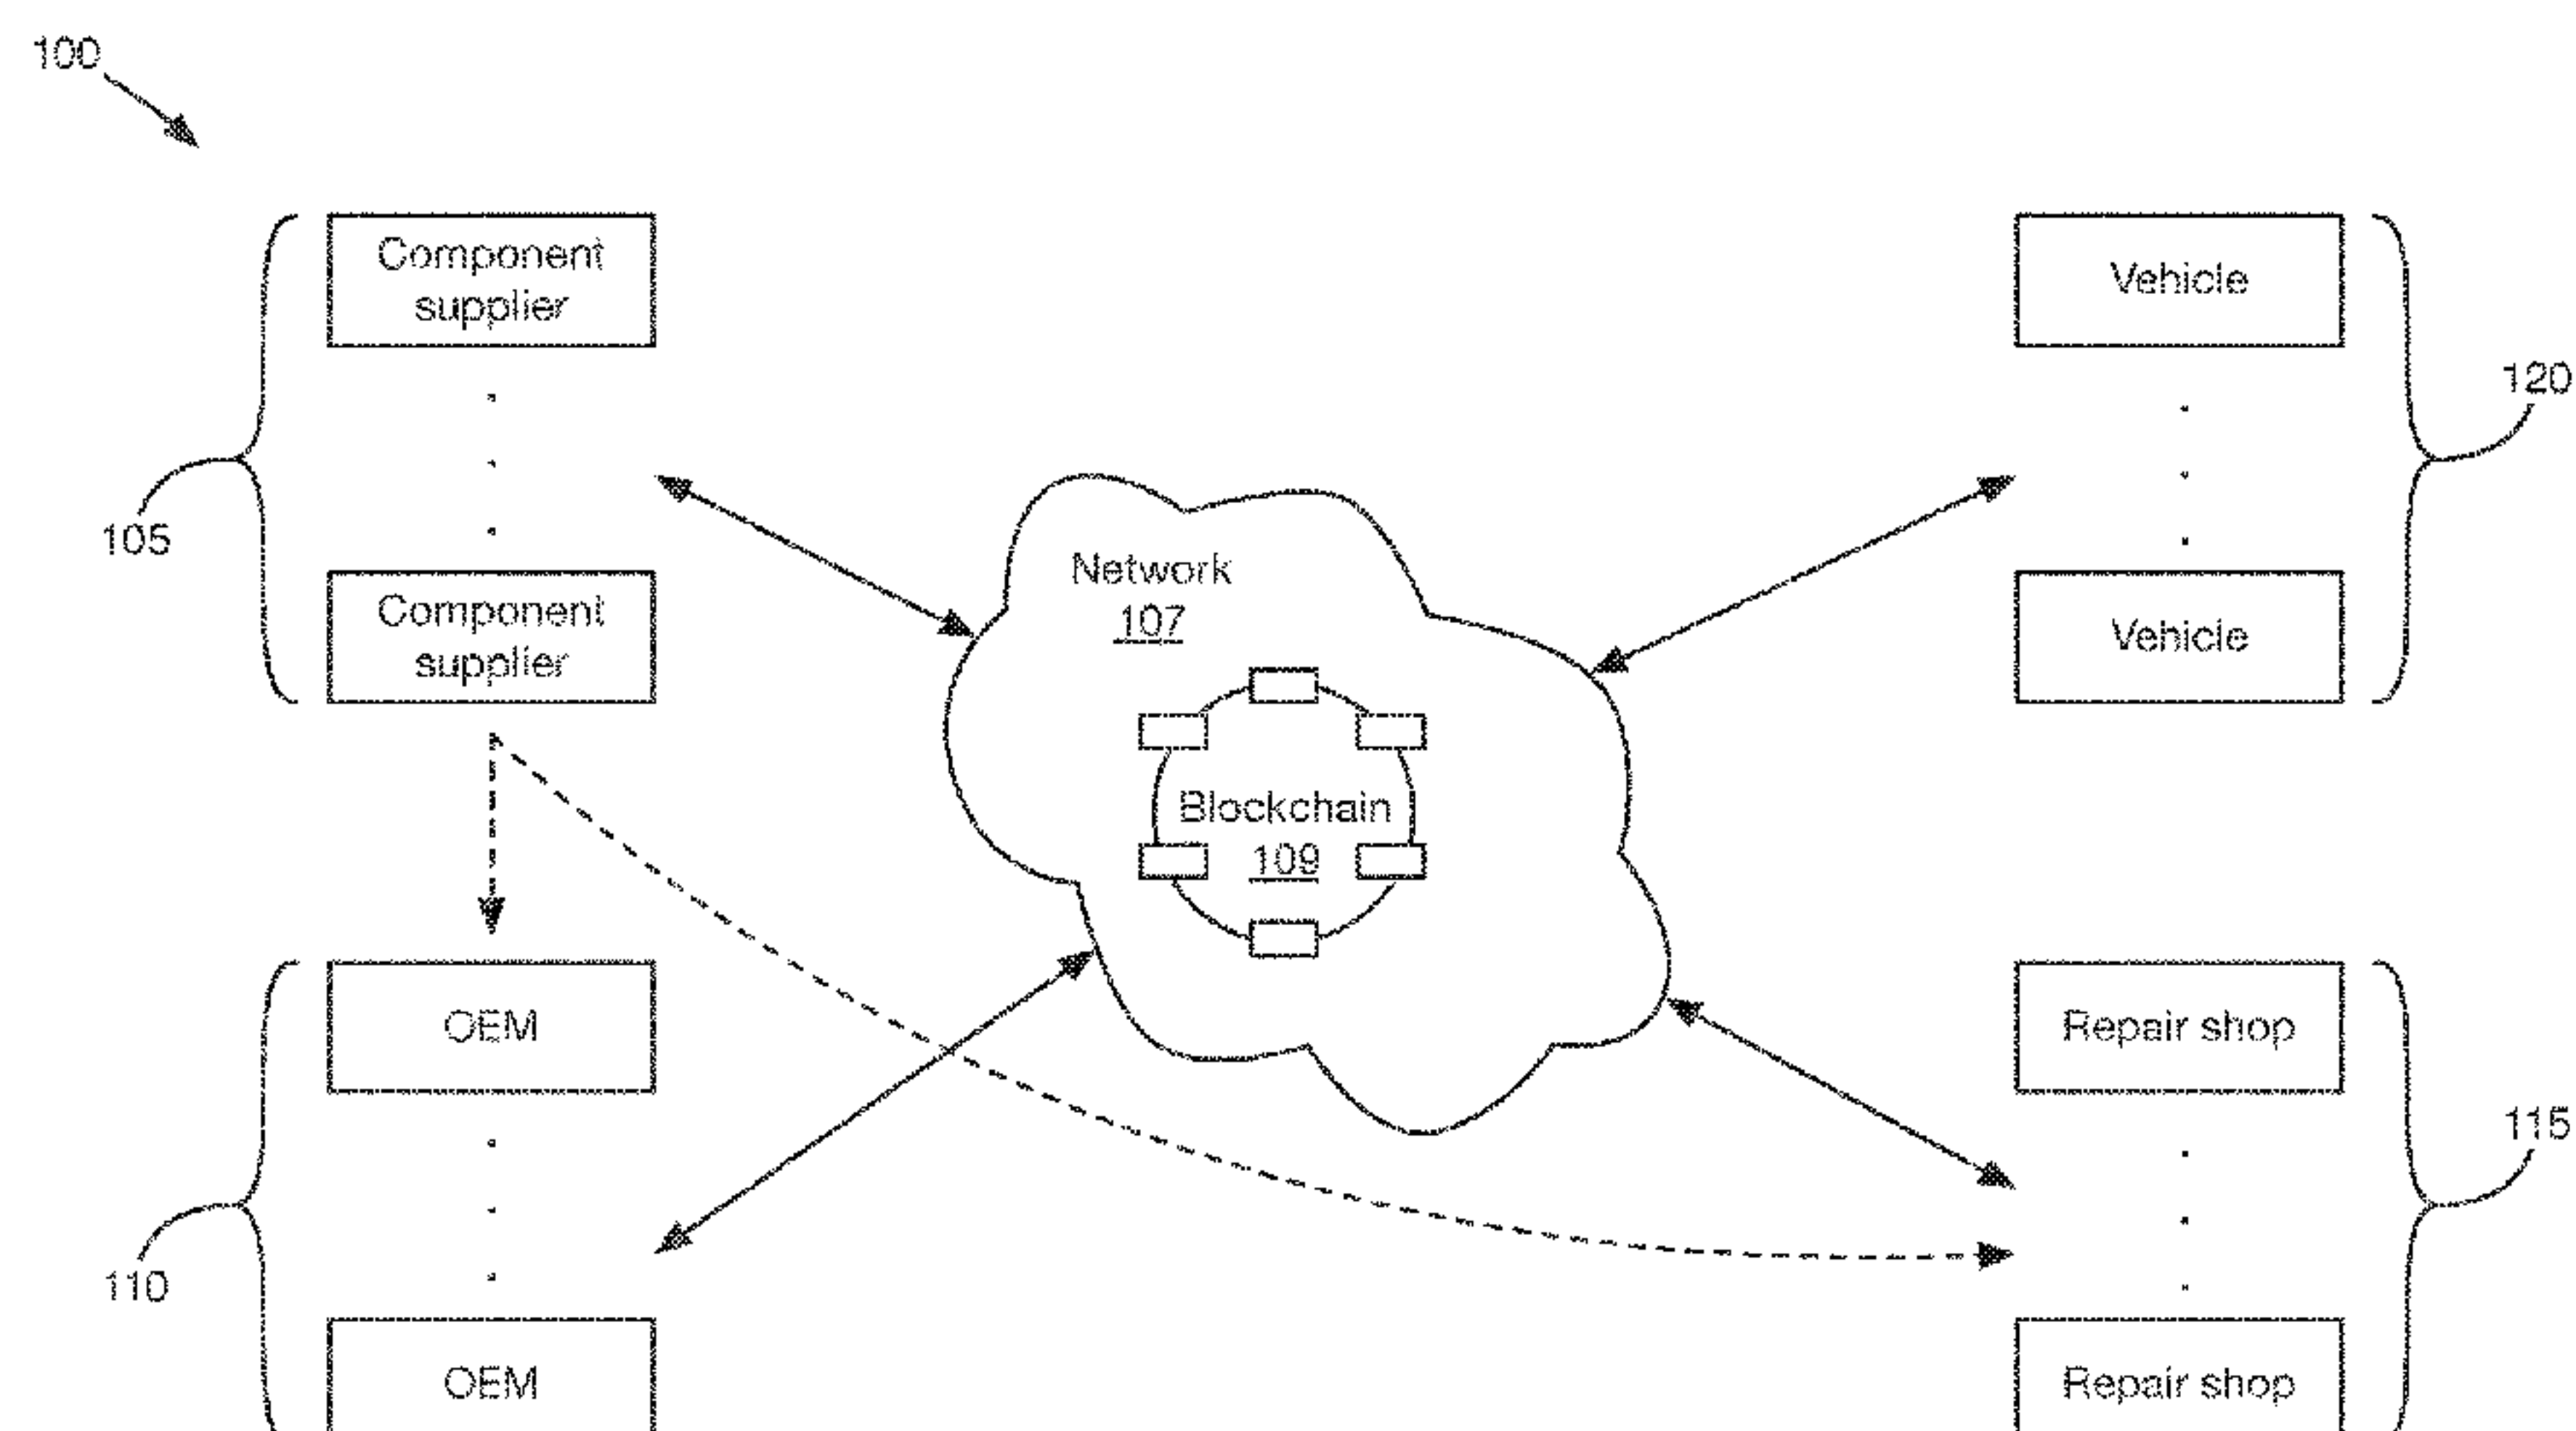 100
Component
supplier
Vehicle
120
105
Network
107
Component
supplier
Vehicle
Blockchain
109
OEM
Repair shop
115
110
OEM
Repair shop